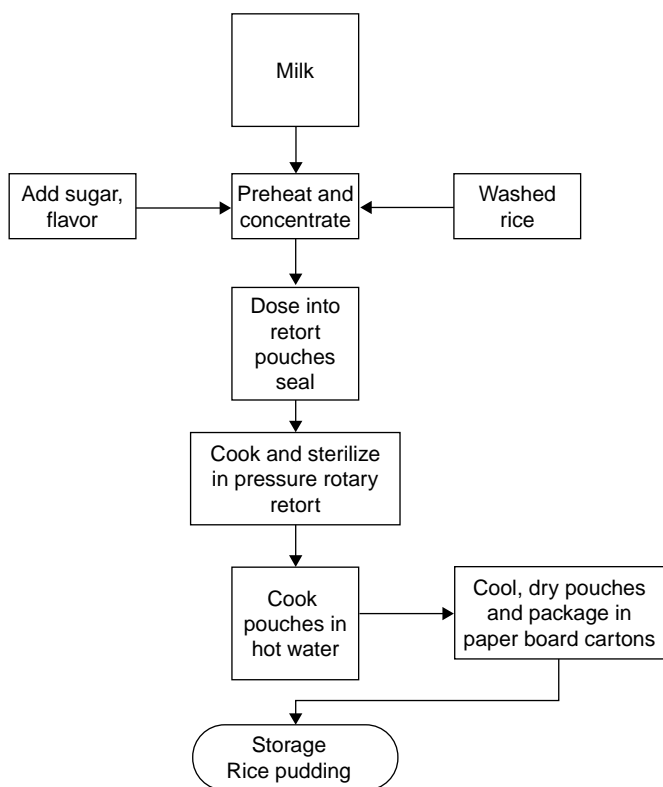 Milk
Add sugar,
flavor
Preheat and
concentrate
Washed
rice
Dose into
retort
pouches
seal
Cook and sterilize
in pressure rotary
retort
Cook
pouches in
hot water
Cool, dry pouches
and package in
paper board cartons
Storage
Rice pudding